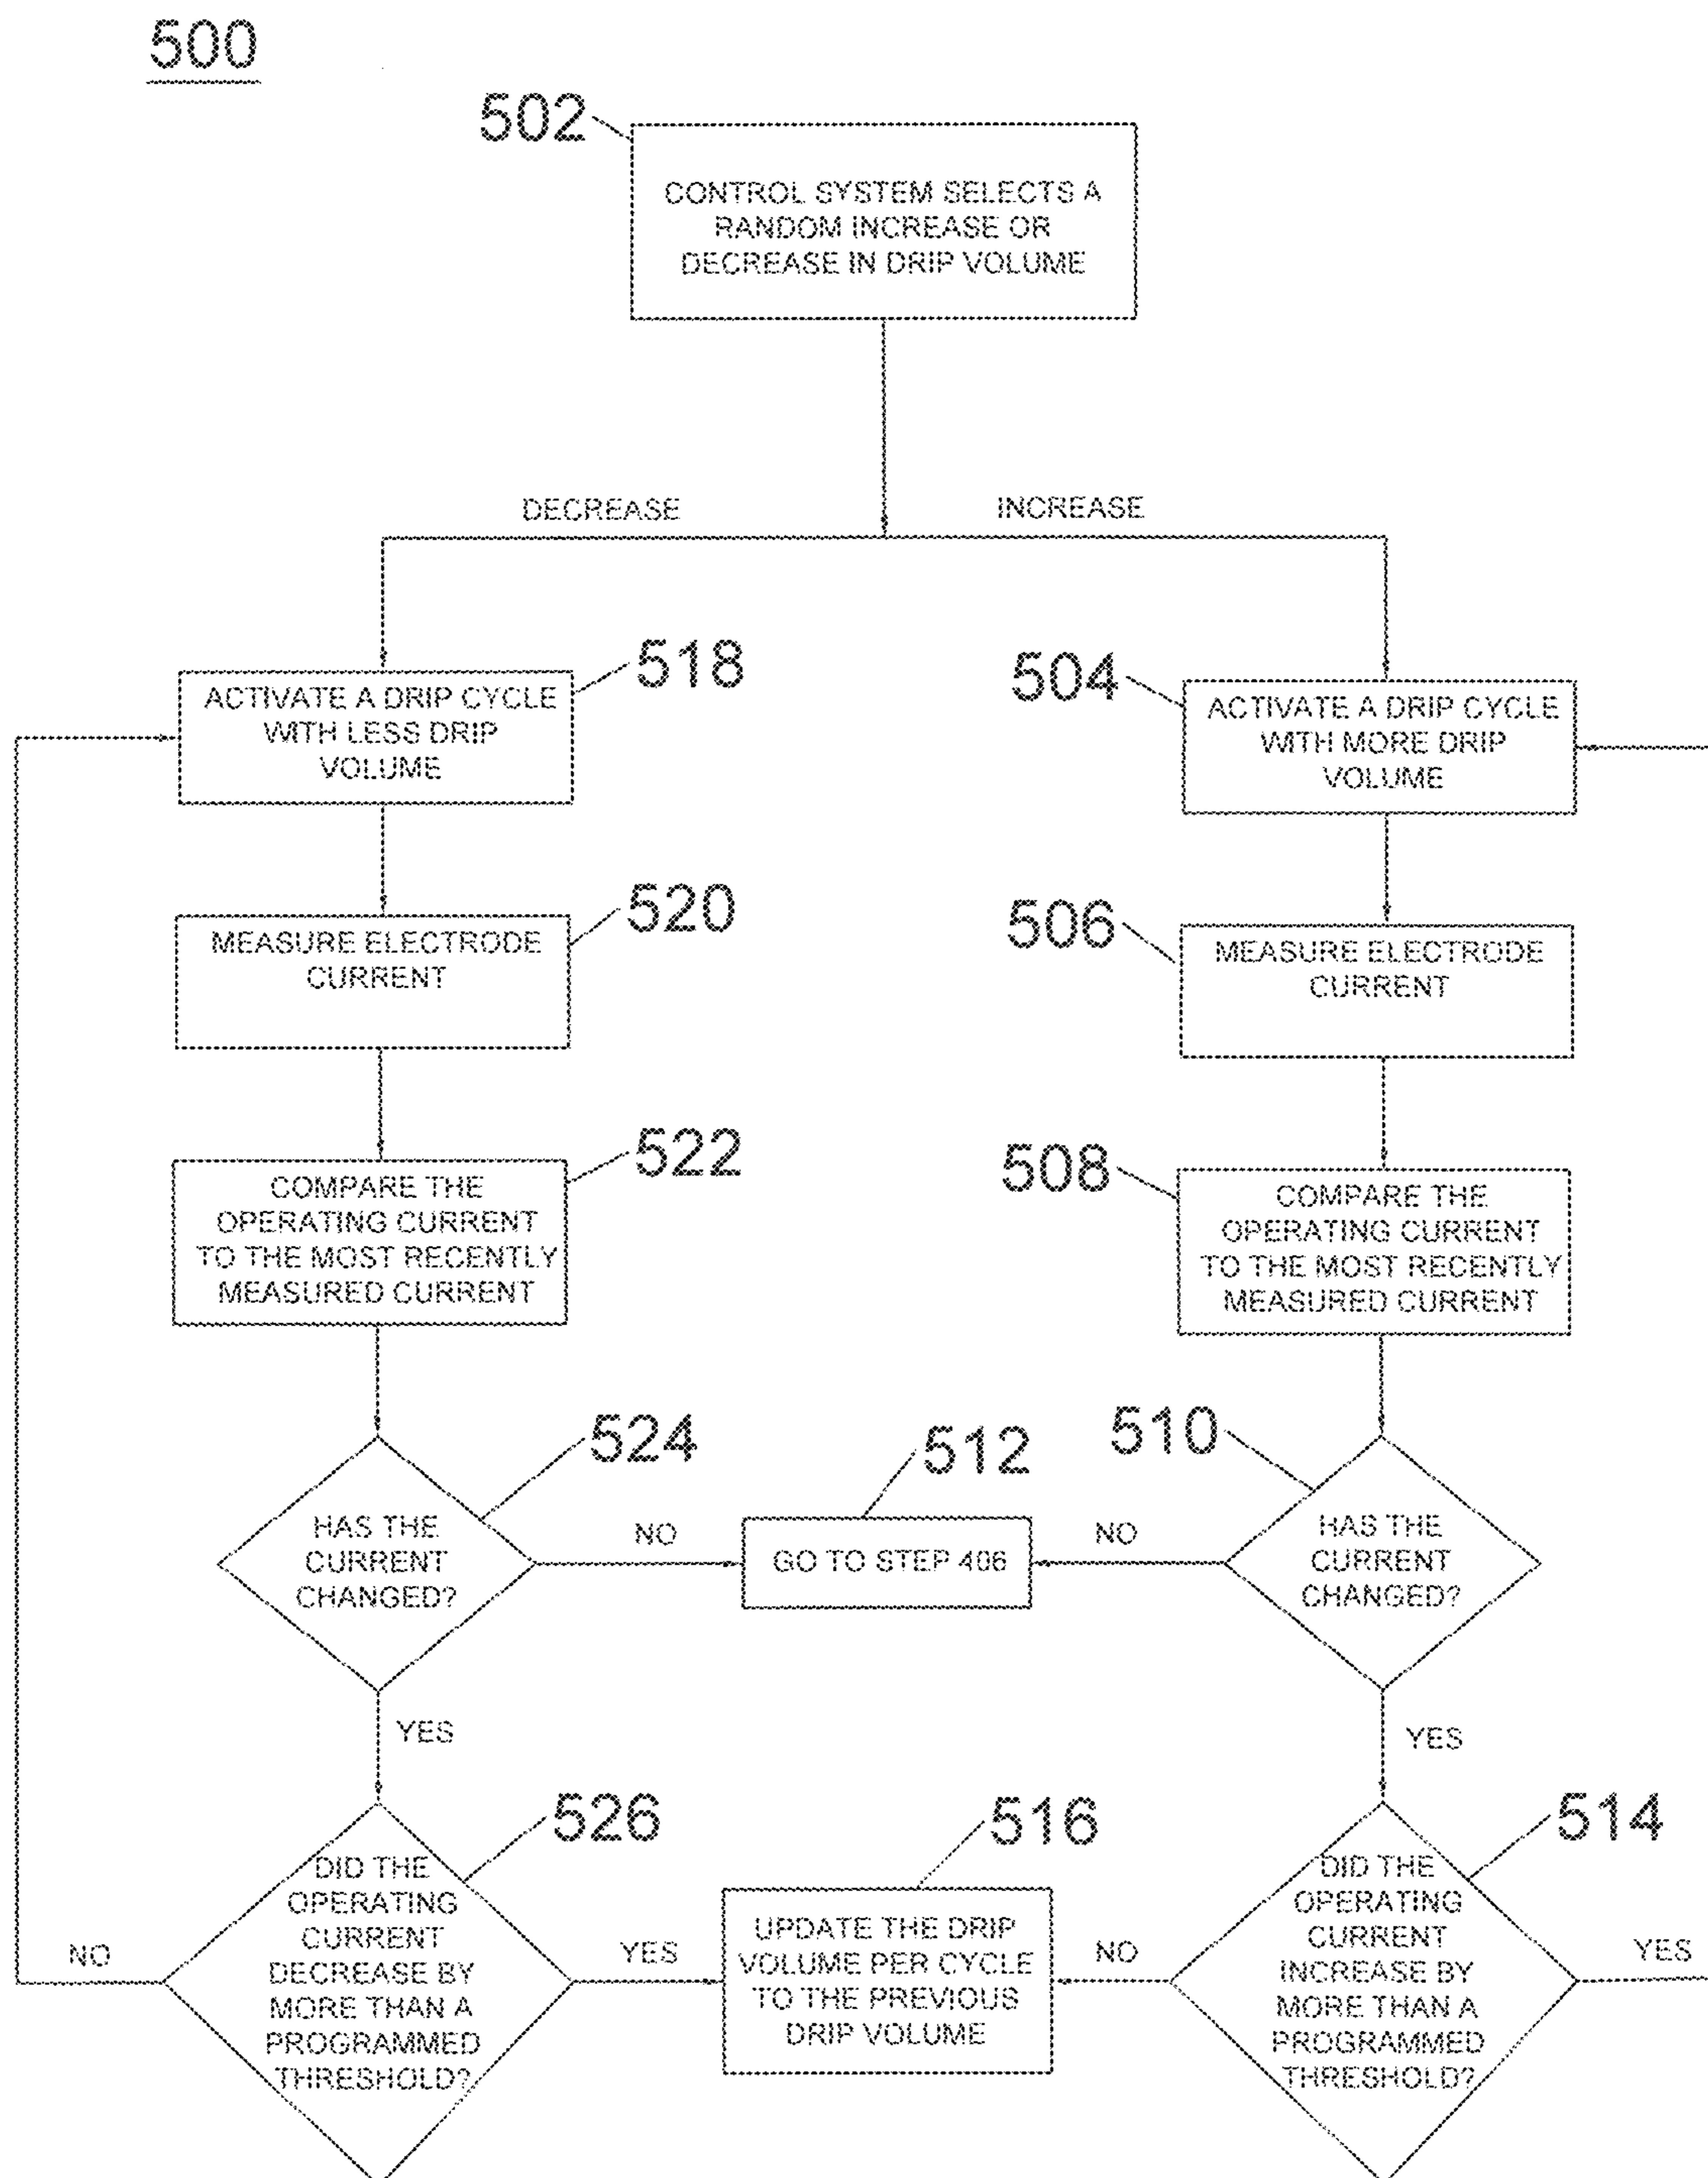 500
502
CONTROL SYSTEM SELECTS A
RANDOM INCREASE OR
DECREASE IN DRIP VOLUME
DECREASE
INCREASE
518
ACTIVATE A DRIP CYCLE
WITH LESS DRIP
VOLUME
504
ACTIVATE A DRIP CYCLE
WITH MORE DRIP
VOLUME
520
MEASURE ELECTRODE
CURRENT
506
MEASURE ELECTRODE
CURRENT
522
COMPARE THE
OPERATING CURRENT
TO THE MOST RECENTLY
MEASURED CURRENT
508
COMPARE THE
OPERATING CURRENT
TO THE MOST RECENTLY
MEASURED CURRENT
524
HAS THE
CURRENT
CHANGED?
NO
512
GO TO STEP 406
NO
510
HAS THE
CURRENT
CHANGED?
YES
YES
526
DID THE
OPERATING
CURRENT
DECREASE BY
MORE THAN A
PROGRAMMED
THRESHOLD?
NO
YES
516
UPDATE THE DRIP
VOLUME PER CYCLE
TO THE PREVIOUS
DRIP VOLUME
NO
514
DID THE
OPERATING
CURRENT
INCREASE BY
MORE THAN A
PROGRAMMED
THRESHOLD?
YES